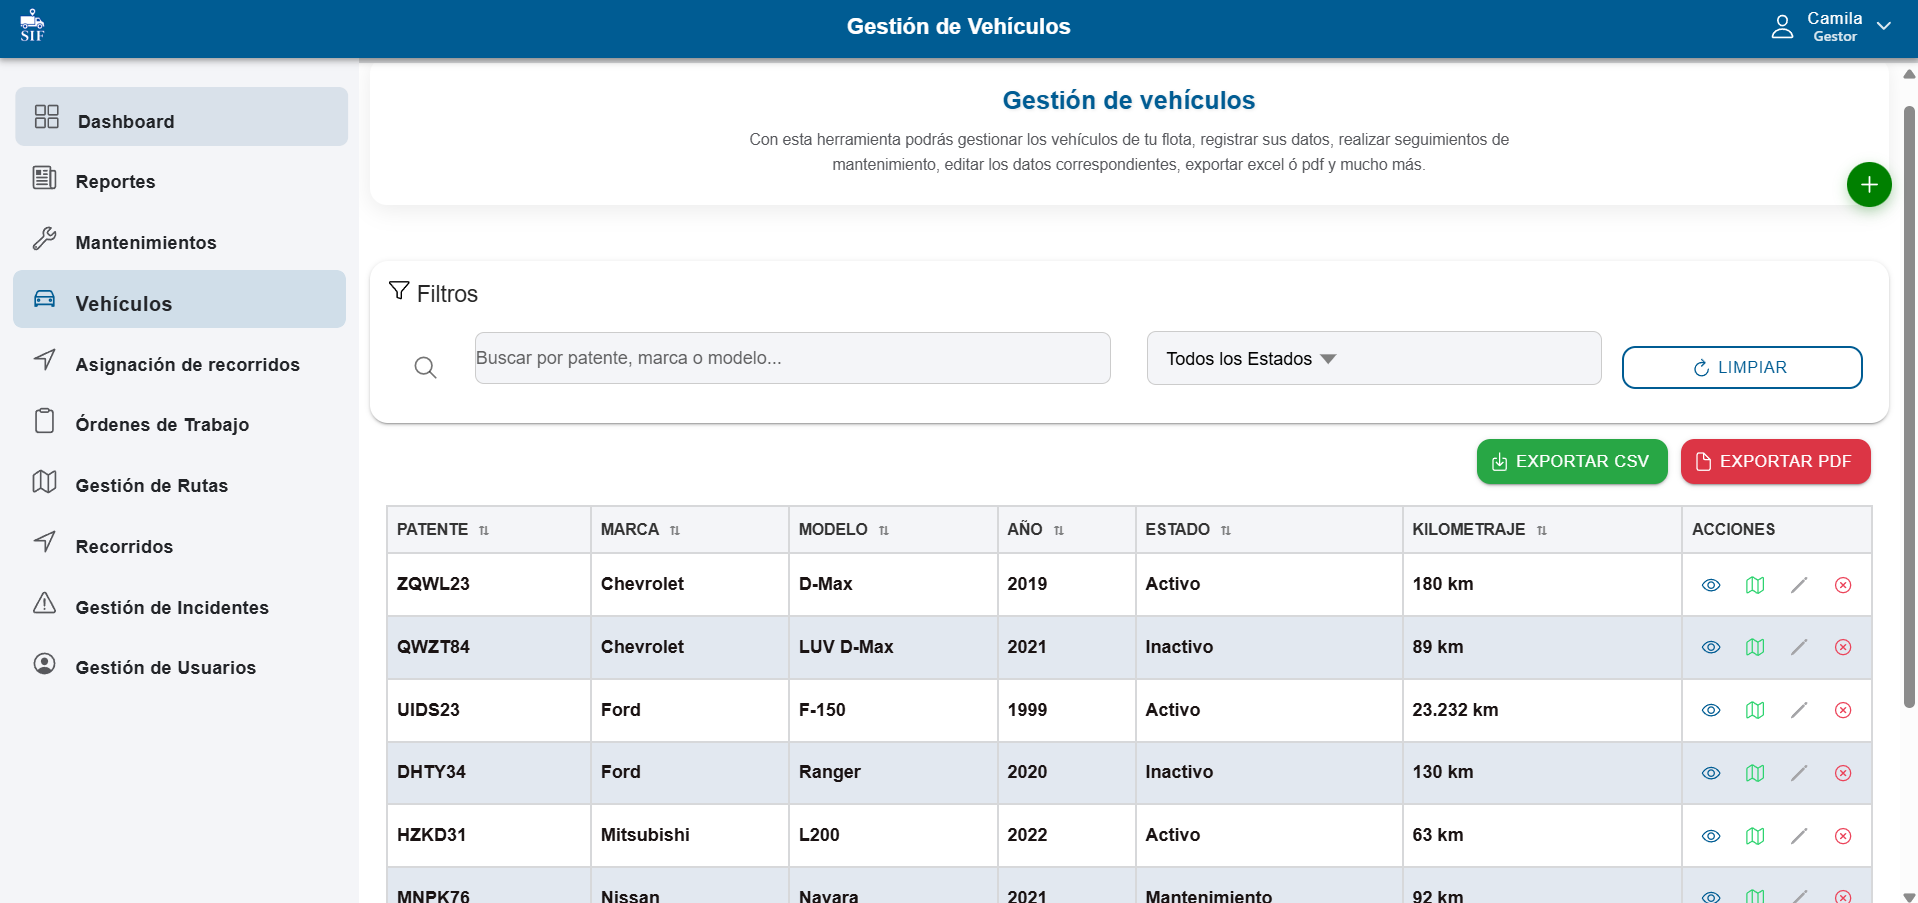 SIF
Gestión de Vehículos
Camila
Gestor
Dashboard
Reportes
Mantenimientos
Vehículos
Asignación de recorridos
Órdenes de Trabajo
Gestión de Rutas
Recorridos
Gestión de Incidentes
Gestión de Usuarios
Gestión de vehículos
Con esta herramienta podrás gestionar los vehículos de tu flota, registrar sus datos, realizar seguimientos de
mantenimiento, editar los datos correspondientes, exportar excel ó pdf y mucho más.
Filtros
Buscar por patente, marca o modelo...
Todos los Estados
LIMPIAR
EXPORTAR CSV
EXPORTAR PDF
PATENTE MARCA MODELO AÑO ESTADO KILOMETRAJE ACCIONES
ZQWL23 Chevrolet D-Max 2019 Activo 180 km
QWZT84 Chevrolet LUV D-Max 2021 Inactivo 89 km
UIDS23 Ford F-150 1999 Activo 23.232 km
DHTY34 Ford Ranger 2020 Inactivo 130 km
HZKD31 Mitsubishi L200 2022 Activo 63 km
MNPK76 Nissan Navara 2021 Mantenimiento 92 km